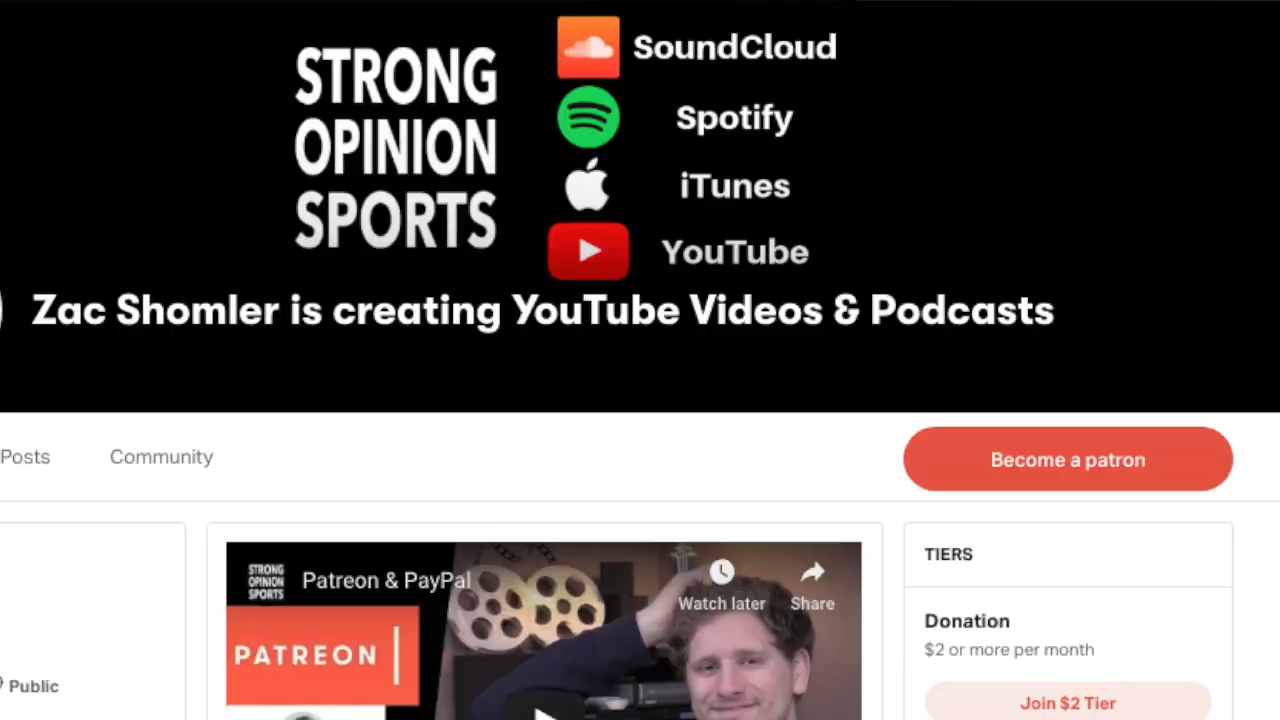 STRONG
OPINION
SPORTS
SoundCloud
Spotify
iTunes
YouTube
Zac Shomler is creating YouTube Videos & Podcasts
Posts
Community
Become a patron
Public
STRONG
OPINION
SPORTS
Patreon & PayPal
Watch later
Share
PATREON
TIERS
Donation
$2 or more per month
Join $2 Tier